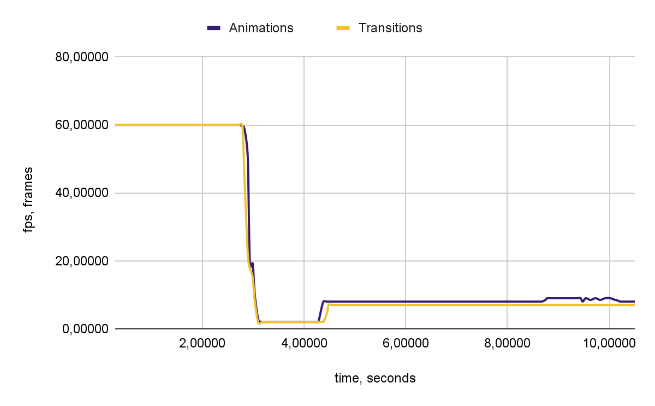 Animations Transitions
80,00000
60,00000
40,00000
20,00000
0,00000
fps, frames
2,00000 4,00000 6,00000 8,00000 10,00000
time, seconds